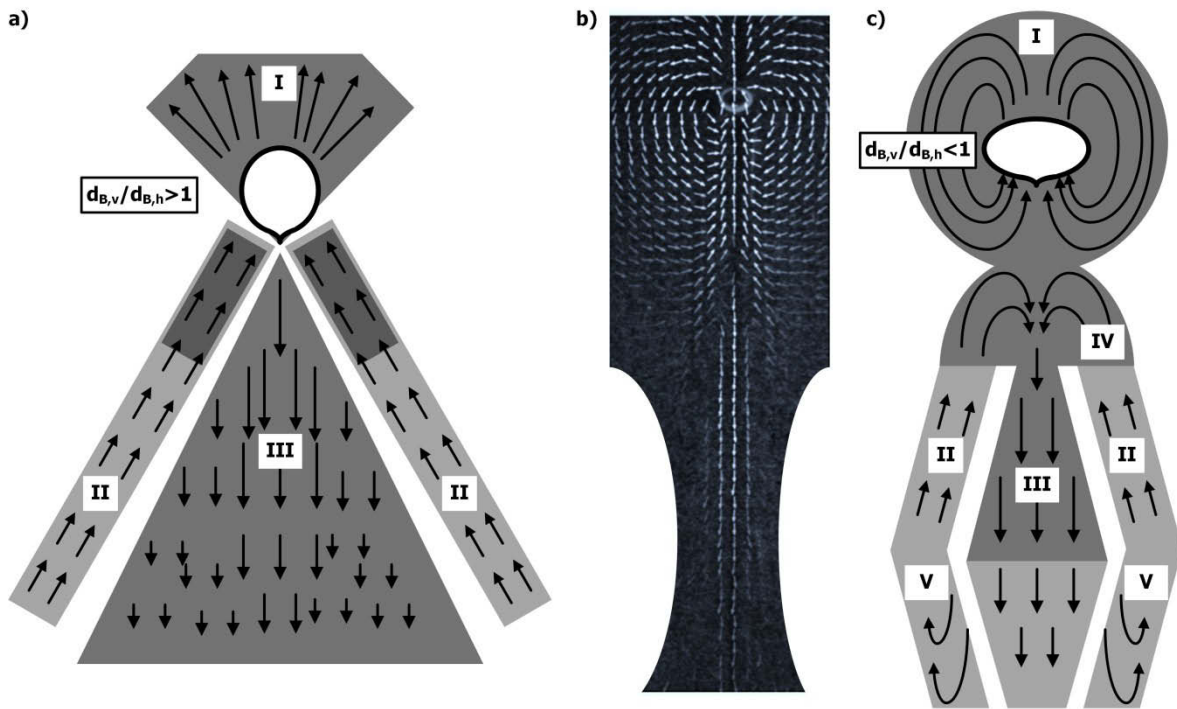 a)
I
d_B,v/d_B,h>1
II
III
II
b)
c)
I
d_B,v/d_B,h<1
IV
II
II
III
V
V